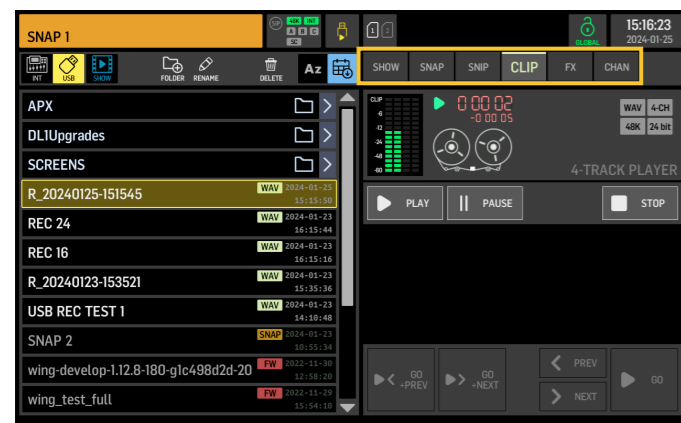 SNAP 1
SIP
48K INT
A B C
SC
1 2
GLOBAL
15:16:23
2024-01-25
INT
USB
SHOW
FOLDER
RENAME
DELETE
Az
SHOW
SNAP
SNIP
CLIP
FX
CHAN
APX
DL1Upgrades
SCREENS
R_20240125-151545
WAV
2024-01-25
15:15:50
REC 24
WAV
2024-01-23
16:15:44
REC 16
WAV
2024-01-23
16:15:16
R_20240123-153521
WAV
2024-01-23
15:35:36
USB REC TEST 1
WAV
2024-01-23
14:10:48
SNAP 2
SNAP
2024-01-23
10:55:34
wing-develop-1.12.8-180-g1c498d2d-20
FW
2022-11-30
12:58:20
wing_test_full
FW
2022-11-29
15:54:10
CLIP
-6
-12
-24
-48
-60
0 00 02
-0 00 05
WAV
4-CH
48K
24 bit
4-TRACK PLAYER
PLAY
PAUSE
STOP
GO
+PREV
GO
+NEXT
PREV
NEXT
GO